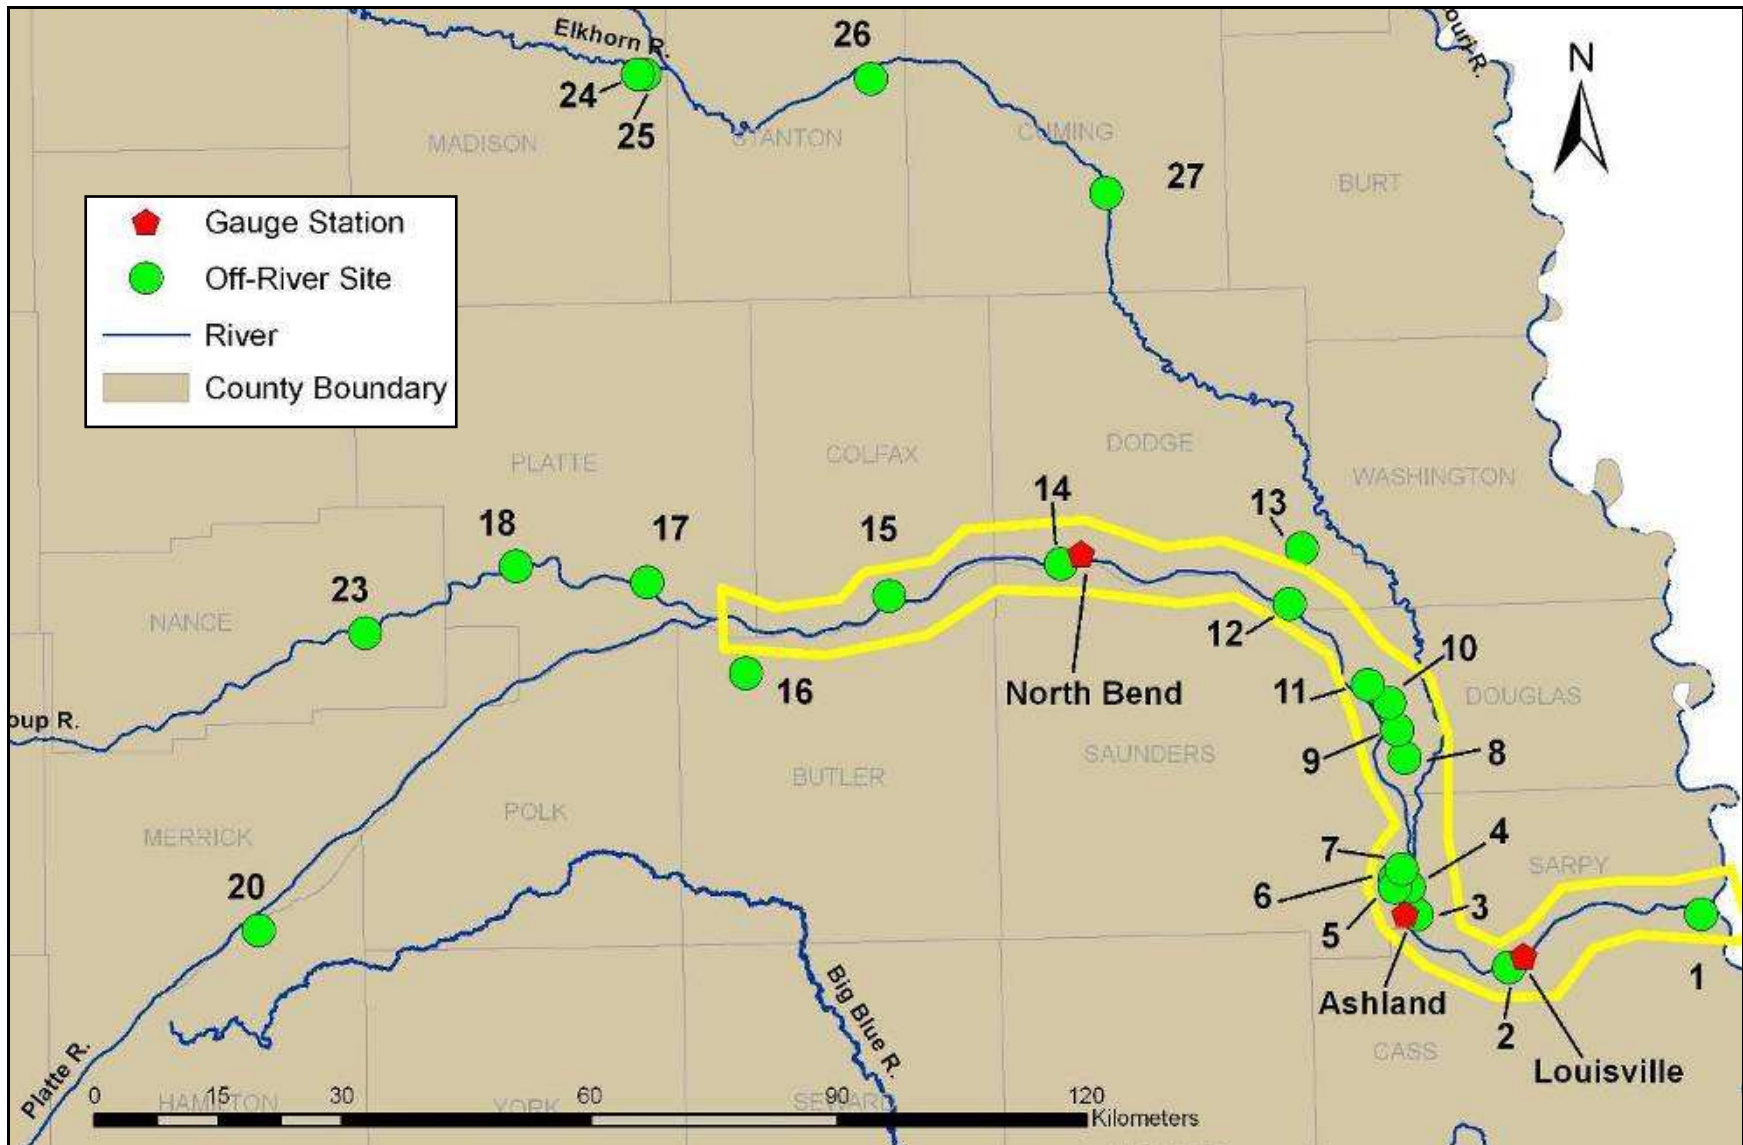 Elkhorn R.
26
ouri R.
N
24
25
MADISON
STANTON
CUMING
27
BURT
Gauge Station
Off-River Site
River
County Boundary
PLATTE
COLFAX
DODGE
WASHINGTON
14
13
18
17
15
23
NANCE
12
10
16
North Bend
11
DOUGLAS
oup R.
9
8
SAUNDERS
BUTLER
POLK
MERRICK
7
4
SARPY
20
6
3
5
1
Ashland
2
Big Blue R.
CASS
Louisville
Platte R.
0 15 30 60 90 120
HAMILTON
YORK
SEWARD
Kilometers